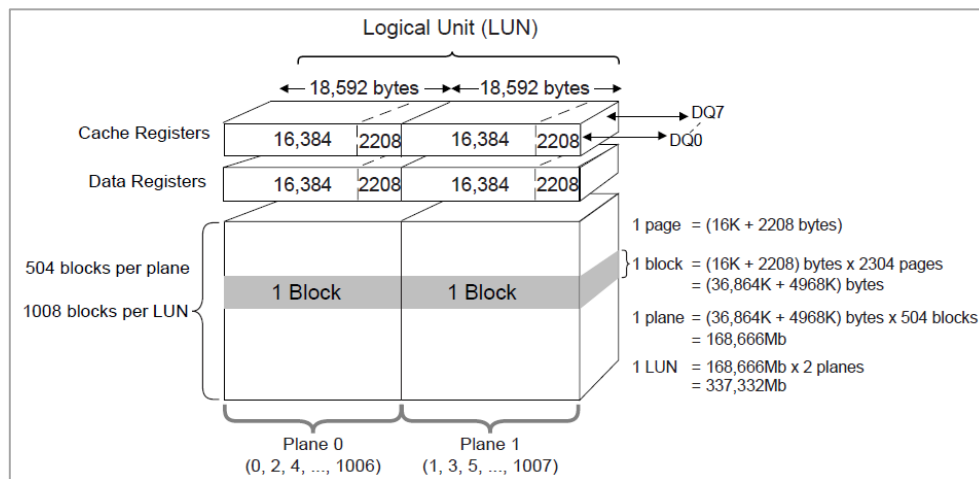 Logical Unit (LUN)
18,592 bytes 18,592 bytes
Cache Registers 16,384 2208 16,384 2208 DQ7
DQ0
Data Registers 16,384 2208 16,384 2208
1 page = (16K + 2208 bytes)
504 blocks per plane
1 Block 1 Block
1 block = (16K + 2208) bytes x 2304 pages
= (36,864K + 4968K) bytes
1008 blocks per LUN
1 plane = (36,864K + 4968K) bytes x 504 blocks
= 168,666Mb
1 LUN = 168,666Mb x 2 planes
= 337,332Mb
Plane 0 Plane 1
(0, 2, 4, ..., 1006) (1, 3, 5, ..., 1007)